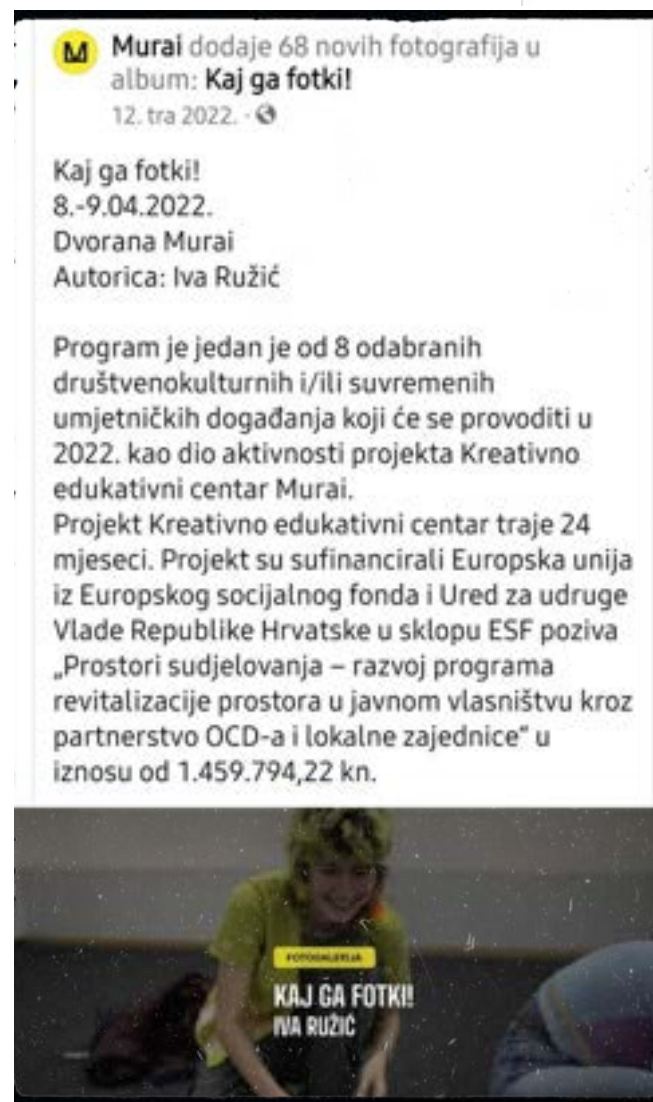 Murai dodaje 68 novih fotografija u
album: Kaj ga fotki!
12. tra 2022. ·
Kaj ga fotki!
8.-9.04.2022.
Dvorana Murai
Autorica: Iva Ružić
Program je jedan je od 8 odabranih
društvenokulturnih i/ili suvremenih
umjetničkih događanja koji će se provoditi u
2022. kao dio aktivnosti projekta Kreativno
edukativni centar Murai.
Projekt Kreativno edukativni centar traje 24
mjeseci. Projekt su sufinancirali Europska unija
iz Europskog socijalnog fonda i Ured za udruge
Vlade Republike Hrvatske u sklopu ESF poziva
„Prostori sudjelovanja – razvoj programa
revitalizacije prostora u javnom vlasništvu kroz
partnerstvo OCD-a i lokalne zajednice“ u
iznosu od 1.459.794,22 kn.
FOTOGALERIJA
KAJ GA FOTKI!
IVA RUŽIĆ